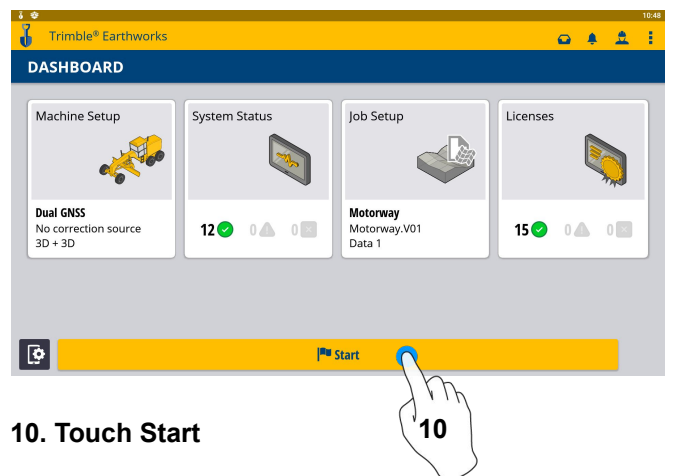 10:48
Trimble® Earthworks
DASHBOARD
Machine Setup
Dual GNSS
No correction source
3D + 3D
System Status
12 0 0
Job Setup
Motorway
Motorway.V01
Data 1
Licenses
15 0 0
Start
10
10. Touch Start